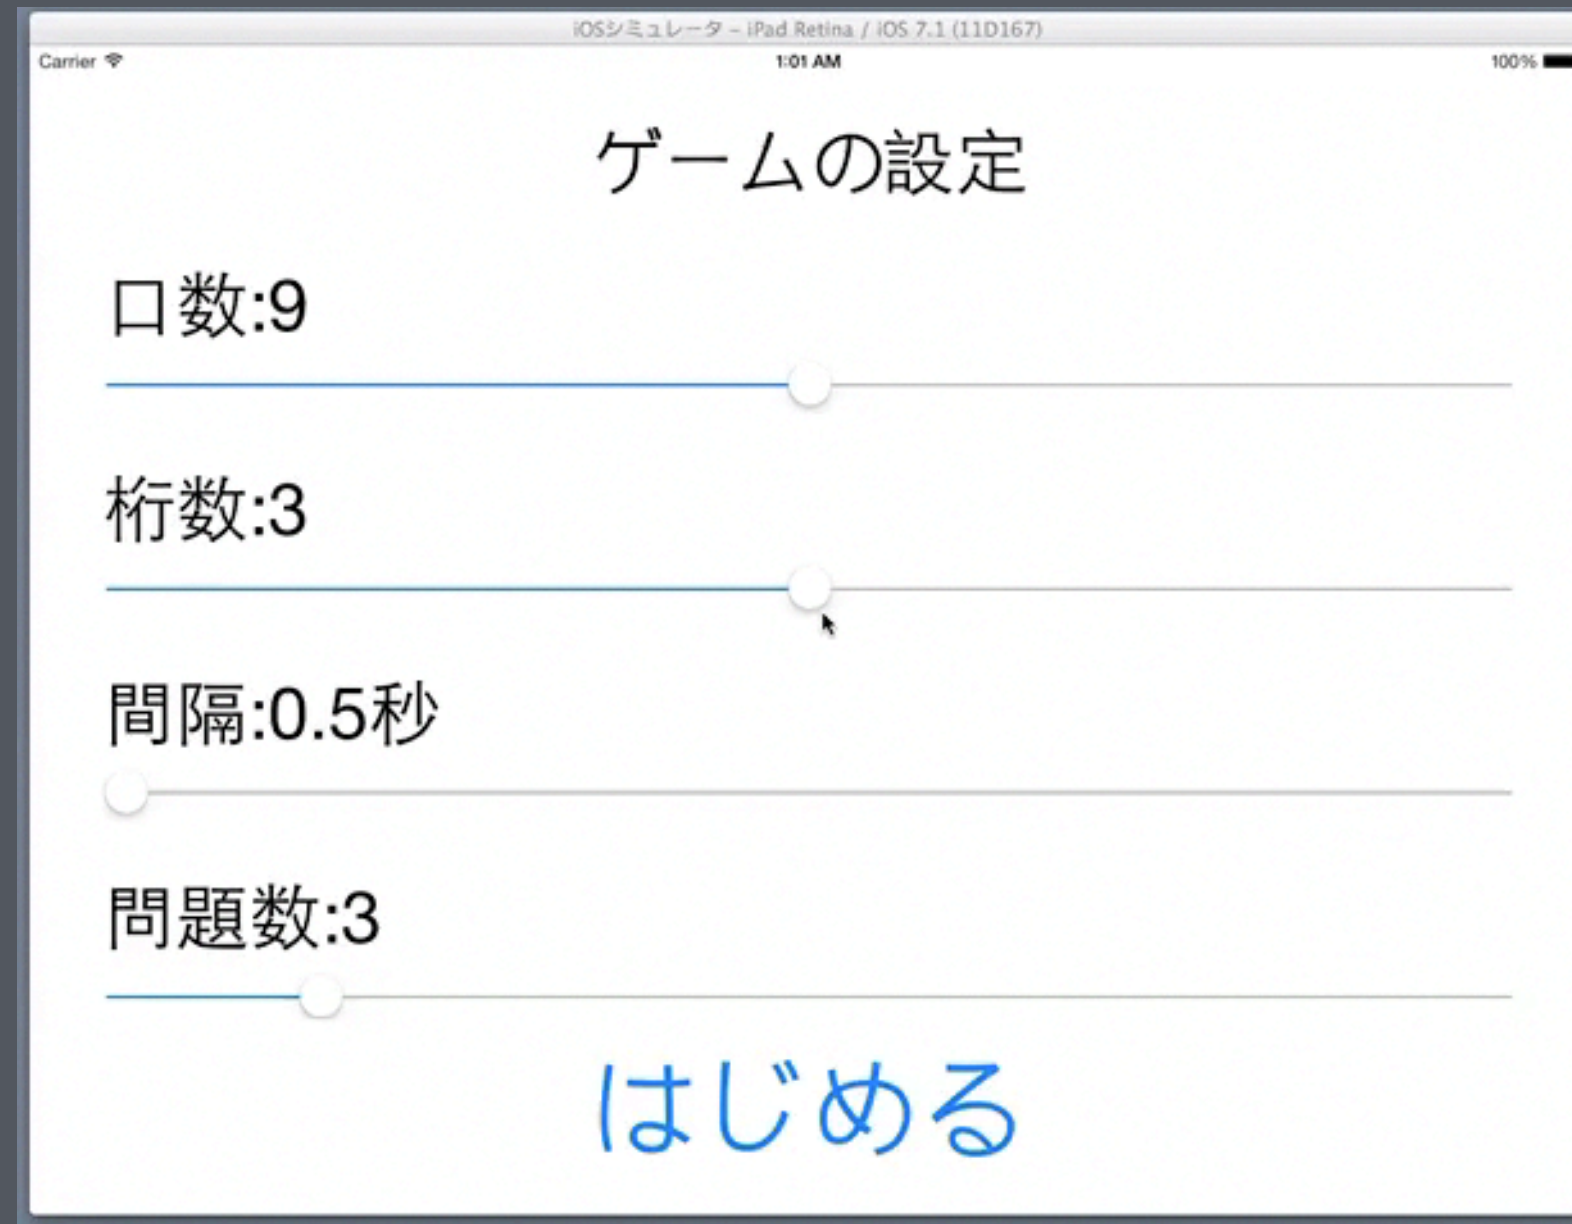 iOSシミュレータ – iPad Retina / iOS 7.1 (11D167)
Carrier 1:01 AM 100%
ゲームの設定
口数:9
桁数:3
間隔:0.5秒
問題数:3
はじめる